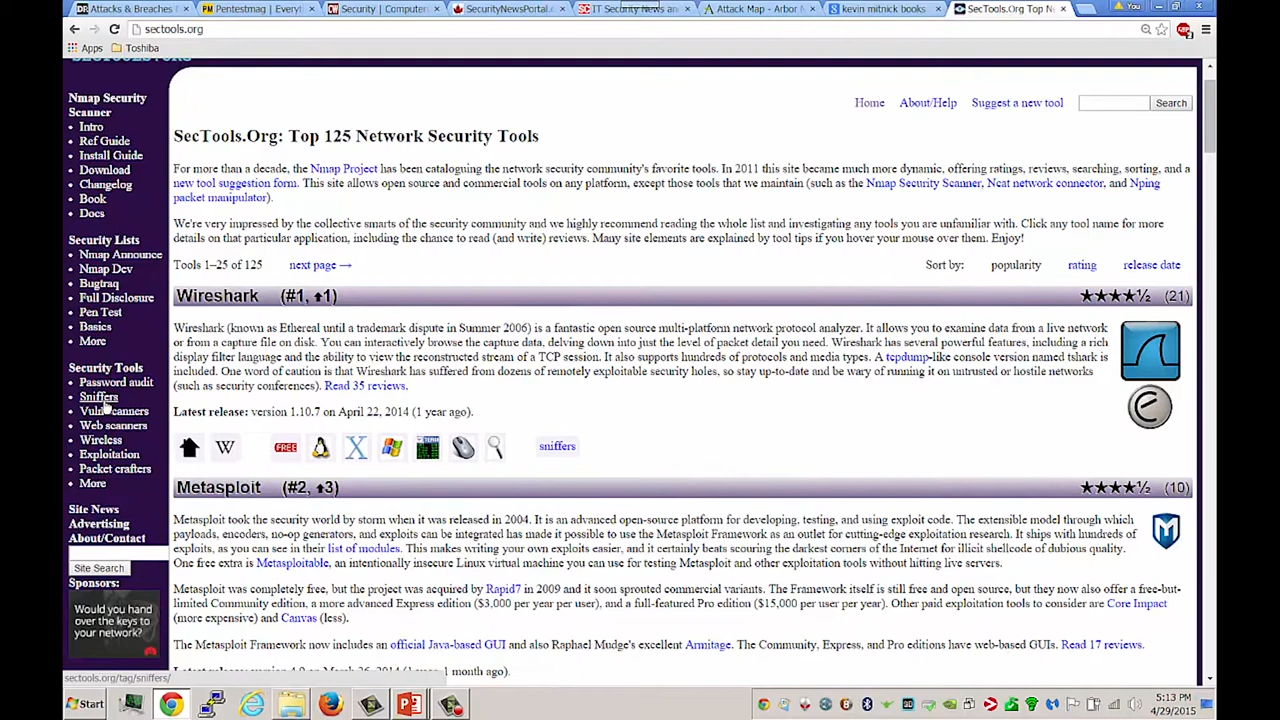 Attacks & Breaches
Pentestmag | Everyt
Security | Computer
SecurityNewsPortal.c
IT Security News an
Attack Map - Arbor
kevin mitnick books
SecTools.Org Top N
You
sectools.org
Apps
Toshiba
Nmap Security
Scanner
Intro
Ref Guide
Install Guide
Download
Changelog
Book
Docs
Security Lists
Nmap Announce
Nmap Dev
Bugtraq
Full Disclosure
Pen Test
Basics
More
Security Tools
Password audit
Sniffers
Vuln scanners
Web scanners
Wireless
Exploitation
Packet crafters
More
Site News
Advertising
About/Contact
Site Search
Sponsors:
Would you hand
over the keys to
your network?
Home About/Help Suggest a new tool Search
SecTools.Org: Top 125 Network Security Tools
For more than a decade, the Nmap Project has been cataloguing the network security community's favorite tools. In 2011 this site became much more dynamic, offering ratings, reviews, searching, sorting, and a
new tool suggestion form. This site allows open source and commercial tools on any platform, except those tools that we maintain (such as the Nmap Security Scanner, Ncat network connector, and Nping
packet manipulator).
We're very impressed by the collective smarts of the security community and we highly recommend reading the whole list and investigating any tools you are unfamiliar with. Click any tool name for more
details on that particular application, including the chance to read (and write) reviews. Many site elements are explained by tool tips if you hover your mouse over them. Enjoy!
Tools 1–25 of 125 next page → Sort by: popularity rating release date
Wireshark (#1, ↑1) ★★★★½ (21)
Wireshark (known as Ethereal until a trademark dispute in Summer 2006) is a fantastic open source multi-platform network protocol analyzer. It allows you to examine data from a live network
or from a capture file on disk. You can interactively browse the capture data, delving down into just the level of packet detail you need. Wireshark has several powerful features, including a rich
display filter language and the ability to view the reconstructed stream of a TCP session. It also supports hundreds of protocols and media types. A tcpdump-like console version named tshark is
included. One word of caution is that Wireshark has suffered from dozens of remotely exploitable security holes, so stay up-to-date and be wary of running it on untrusted or hostile networks
(such as security conferences). Read 35 reviews.
Latest release: version 1.10.7 on April 22, 2014 (1 year ago).
W FREE X sniffers
Metasploit (#2, ↑3) ★★★★½ (10)
Metasploit took the security world by storm when it was released in 2004. It is an advanced open-source platform for developing, testing, and using exploit code. The extensible model through which
payloads, encoders, no-op generators, and exploits can be integrated has made it possible to use the Metasploit Framework as an outlet for cutting-edge exploitation research. It ships with hundreds of
exploits, as you can see in their list of modules. This makes writing your own exploits easier, and it certainly beats scouring the darkest corners of the Internet for illicit shellcode of dubious quality.
One free extra is Metasploitable, an intentionally insecure Linux virtual machine you can use for testing Metasploit and other exploitation tools without hitting live servers.
Metasploit was completely free, but the project was acquired by Rapid7 in 2009 and it soon sprouted commercial variants. The Framework itself is still free and open source, but they now also offer a free-but-
limited Community edition, a more advanced Express edition ($3,000 per year per user), and a full-featured Pro edition ($15,000 per user per year). Other paid exploitation tools to consider are Core Impact
(more expensive) and Canvas (less).
The Metasploit Framework now includes an official Java-based GUI and also Raphael Mudge's excellent Armitage. The Community, Express, and Pro editions have web-based GUIs. Read 17 reviews.
sectools.org/tag/sniffers/
Start
5:13 PM
4/29/2015